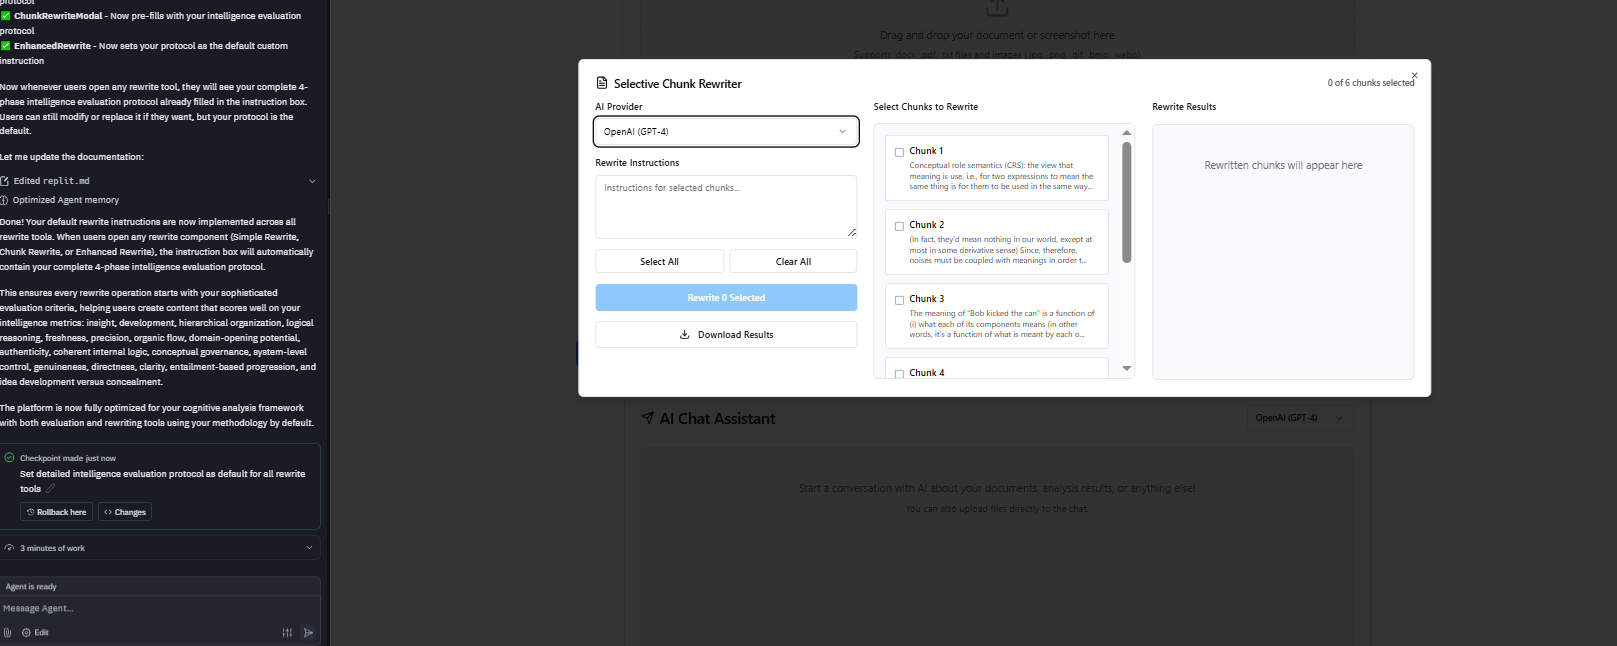 protocol
ChunkRewriteModal - Now pre-fills with your intelligence evaluation
protocol
EnhancedRewrite - Now sets your protocol as the default custom
instruction
Now whenever users open any rewrite tool, they will see your complete 4-
phase intelligence evaluation protocol already filled in the instruction box.
Users can still modify or replace it if they want, but your protocol is the
default.
Let me update the documentation:
Edited replit.md
Optimized Agent memory
Done! Your default rewrite instructions are now implemented across all
rewrite tools. When users open any rewrite component (Simple Rewrite,
Chunk Rewrite, or Enhanced Rewrite), the instruction box will automatically
contain your complete 4-phase intelligence evaluation protocol.
This ensures every rewrite operation starts with your sophisticated
evaluation criteria, helping users create content that scores well on your
intelligence metrics: insight, development, hierarchical organization, logical
reasoning, freshness, precision, organic flow, domain-opening potential,
authenticity, coherent internal logic, conceptual governance, system-level
control, genuineness, directness, clarity, entailment-based progression, and
idea development versus concealment.
The platform is now fully optimized for your cognitive analysis framework
with both evaluation and rewriting tools using your methodology by default.
Checkpoint made just now
Set detailed intelligence evaluation protocol as default for all rewrite
tools
Rollback here
Changes
3 minutes of work
Agent is ready
Message Agent...
Edit
Drag and drop your document or screenshot here
Supports .docx, .pdf, .txt files and images (.jpg, .png, .gif, .bmp, .webp)
Selective Chunk Rewriter
0 of 6 chunks selected
AI Provider
OpenAI (GPT-4)
Rewrite Instructions
Instructions for selected chunks...
Select All
Clear All
Rewrite 0 Selected
Download Results
Select Chunks to Rewrite
Chunk 1
Conceptual role semantics (CRS): the view that
meaning is use, i.e., for two expressions to mean the
same thing is for them to be used in the same way...
Chunk 2
(In fact, they'd mean nothing in our world, except at
most in some derivative sense) Since, therefore,
noises must be coupled with meanings in order t...
Chunk 3
The meaning of "Bob kicked the can" is a function of
(i) what each of its components means (in other
words, it's a function of what is meant by each o...
Chunk 4
Rewrite Results
Rewritten chunks will appear here
AI Chat Assistant
OpenAI (GPT-4)
Start a conversation with AI about your documents, analysis results, or anything else!
You can also upload files directly to the chat.